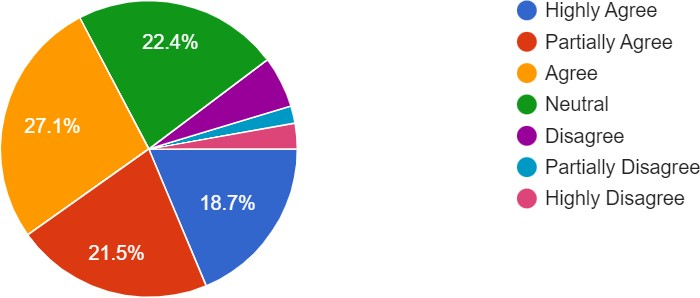 22.4%
27.1%
18.7%
21.5%
Highly Agree
Partially Agree
Agree
Neutral
Disagree
Partially Disagree
Highly Disagree